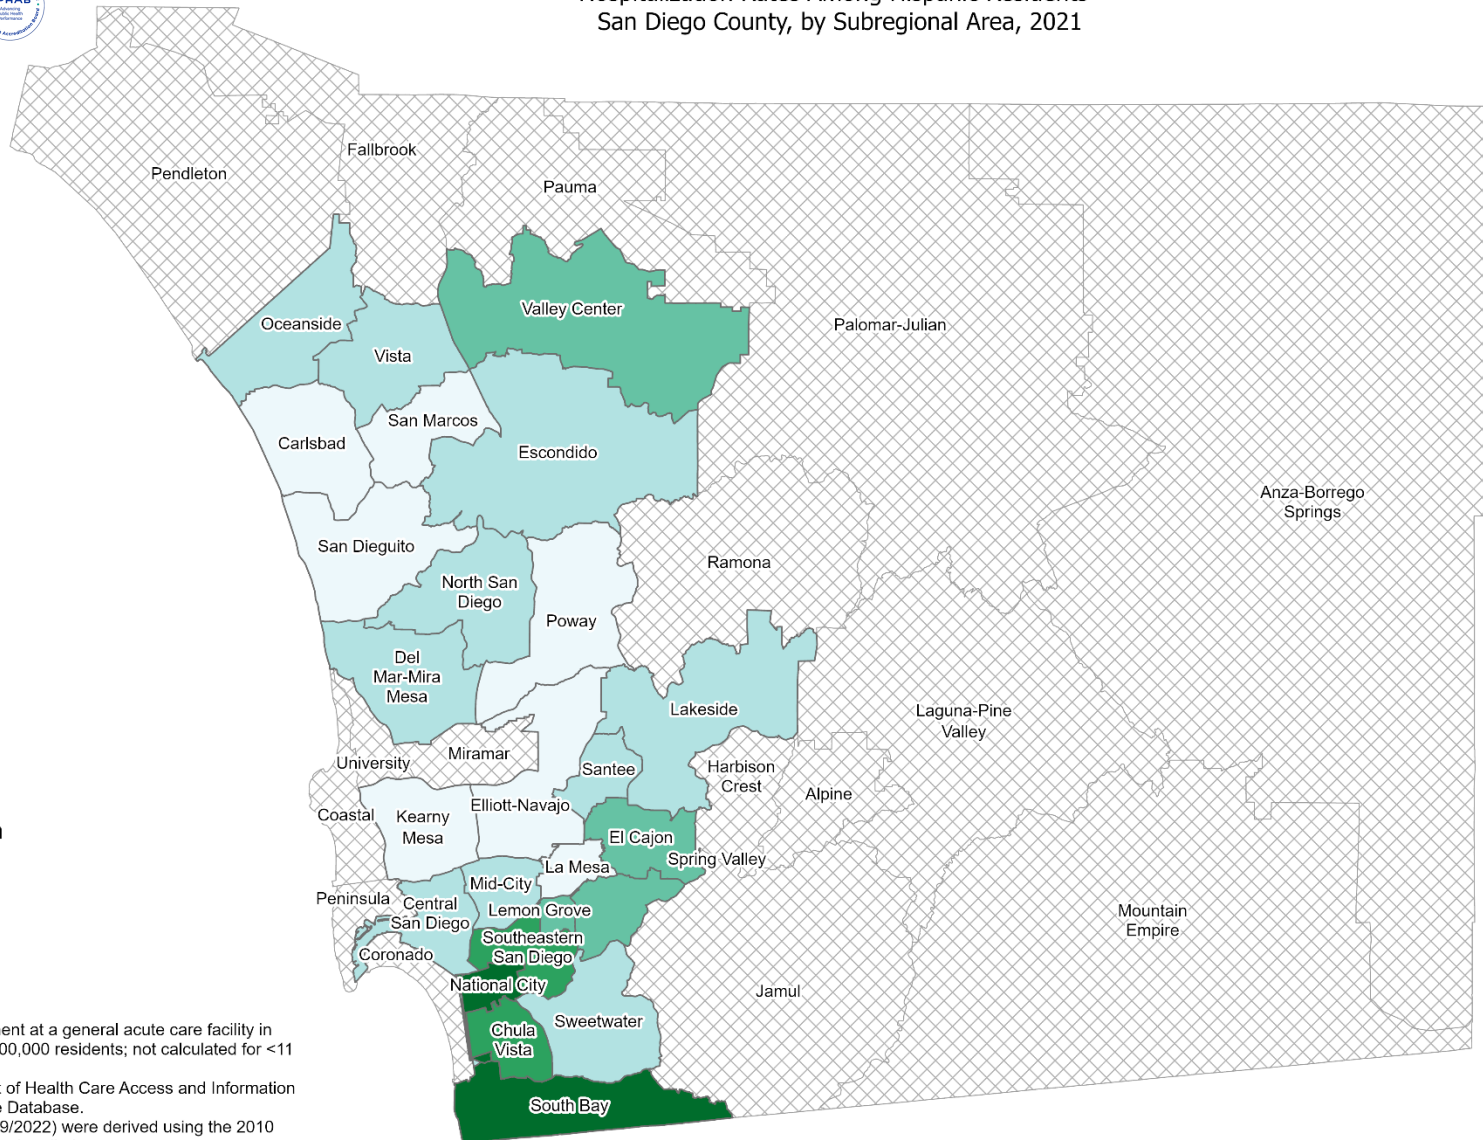 San Diego County, by Subregional Area, 2021
Fallbrook
Pendleton
Pauma
Valley Center
Oceanside
Palomar-Julian
Vista
San Marcos
Carlsbad
Escondido
Anza-Borrego
Springs
San Dieguito
Ramona
North San
Diego
Poway
Del
Mar-Mira
Mesa
Lakeside
Laguna-Pine
Valley
Miramar
University
Santee
Harbison
Crest
Alpine
Elliott-Navajo
Coastal
Kearny
Mesa
El Cajon
Spring Valley
La Mesa
Mid-City
Peninsula
Central
San Diego
Lemon Grove
Mountain
Empire
Southeastern
San Diego
Coronado
National City
Jamul
Sweetwater
Chula
Vista
South Bay
ent at a general acute care facility in
00,000 residents; not calculated for <11
of Health Care Access and Information
Database.
9/2022) were derived using the 2010